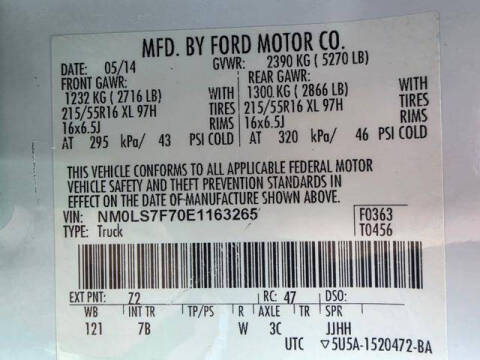 MFD. BY FORD MOTOR CO.
DATE: 05/14 GVWR: 2390 KG ( 5270 LB)
FRONT GAWR: REAR GAWR:
1232 KG ( 2716 LB) WITH 1300 KG ( 2866 LB) WITH
215/55R16 XL 97H TIRES 215/55R16 XL 97H TIRES
16x6.5J RIMS 16x6.5J RIMS
AT 295 kPa/ 43 PSI COLD AT 320 kPa/ 46 PSI COLD
THIS VEHICLE CONFORMS TO ALL APPLICABLE FEDERAL MOTOR
VEHICLE SAFETY AND THEFT PREVENTION STANDARDS IN
EFFECT ON THE DATE OF MANUFACTURE SHOWN ABOVE.
VIN: NM0LS7F70E1163265 F0363
TYPE: Truck T0456
EXT PNT: Z2 RC: 47 DSO:
WB INT TR TP/PS R AXLE TR SPR
121 7B W 3C JJHH
UTC ▽5U5A-1520472-BA